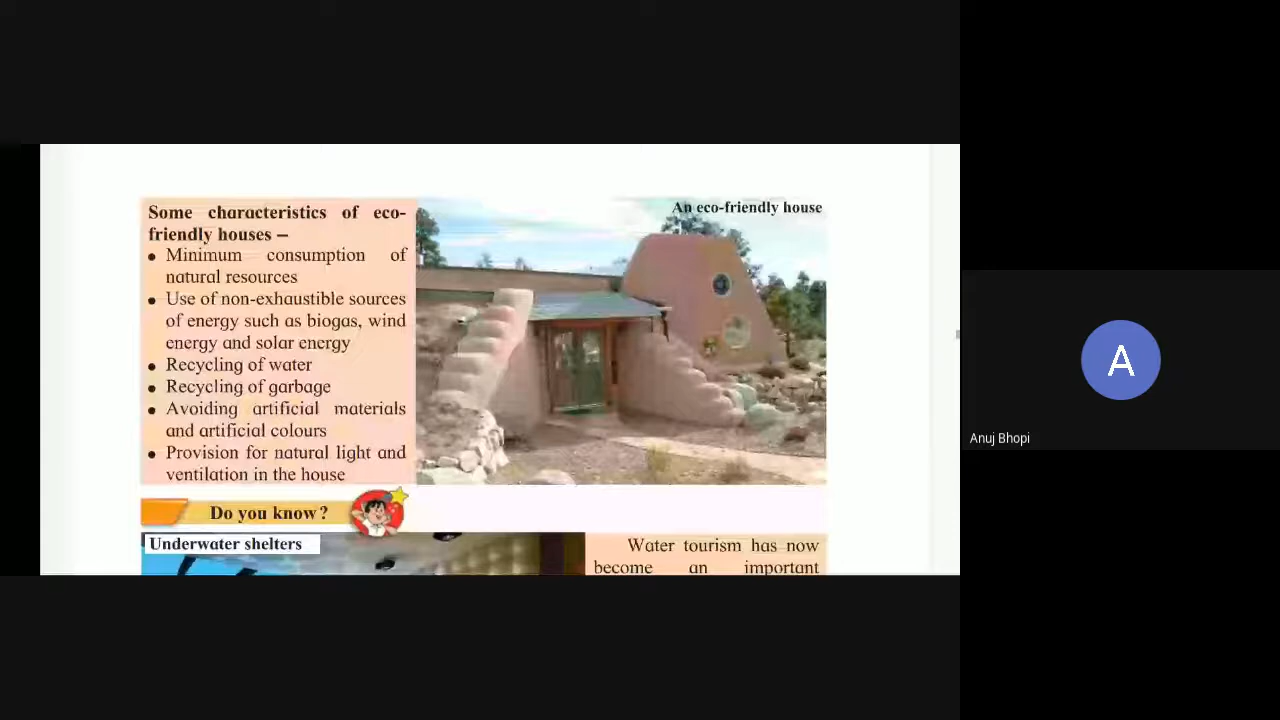 Some characteristics of eco-
friendly houses –
• Minimum consumption of
natural resources
• Use of non-exhaustible sources
of energy such as biogas, wind
energy and solar energy
• Recycling of water
• Recycling of garbage
• Avoiding artificial materials
and artificial colours
• Provision for natural light and
ventilation in the house
An eco-friendly house
Do you know?
Underwater shelters
Water tourism has now
become an important
A
Anuj Bhopi